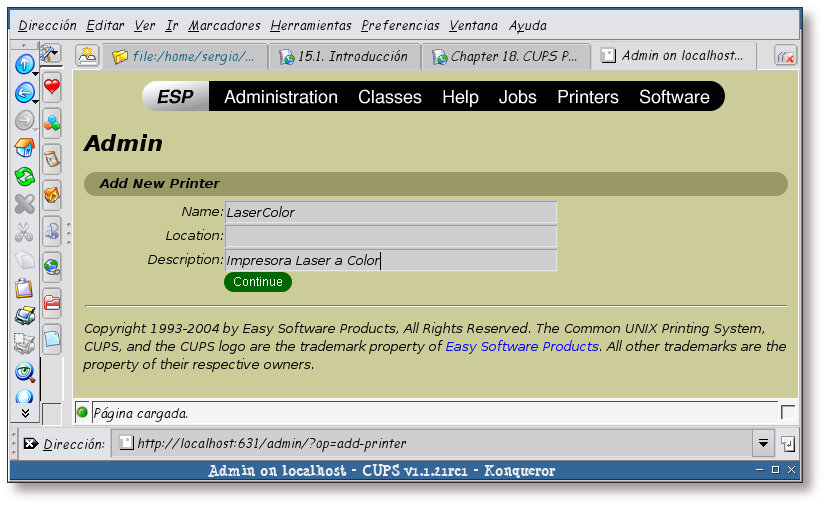 Dirección Editar Ver Ir Marcadores Herramientas Preferencias Ventana Ayuda
file:/home/sergio/... 15.1. Introducción Chapter 18. CUPS P... Admin on localhost...
ESP Administration Classes Help Jobs Printers Software
Admin
Add New Printer
Name: LaserColor
Location:
Description: Impresora Laser a Color
Continue
Copyright 1993-2004 by Easy Software Products, All Rights Reserved. The Common UNIX Printing System,
CUPS, and the CUPS logo are the trademark property of Easy Software Products. All other trademarks are the
property of their respective owners.
Página cargada.
Dirección: http://localhost:631/admin/?op=add-printer
Admin on localhost - CUPS v1.1.21rc1 - Konqueror